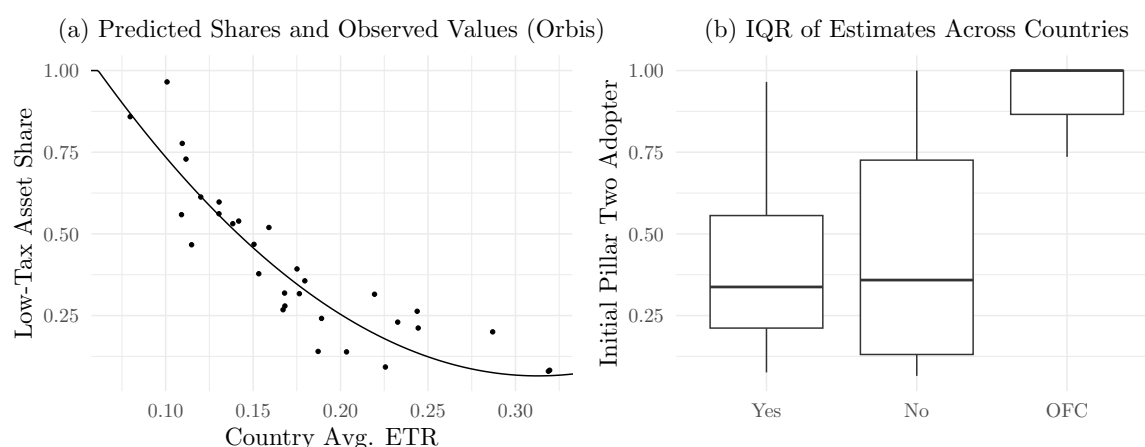 (a) Predicted Shares and Observed Values (Orbis)
1.00
0.75
0.50
0.25
Low-Tax Asset Share
0.10 0.15 0.20 0.25 0.30
Country Avg. ETR
(b) IQR of Estimates Across Countries
1.00
0.75
0.50
0.25
Initial Pillar Two Adopter
Yes No OFC